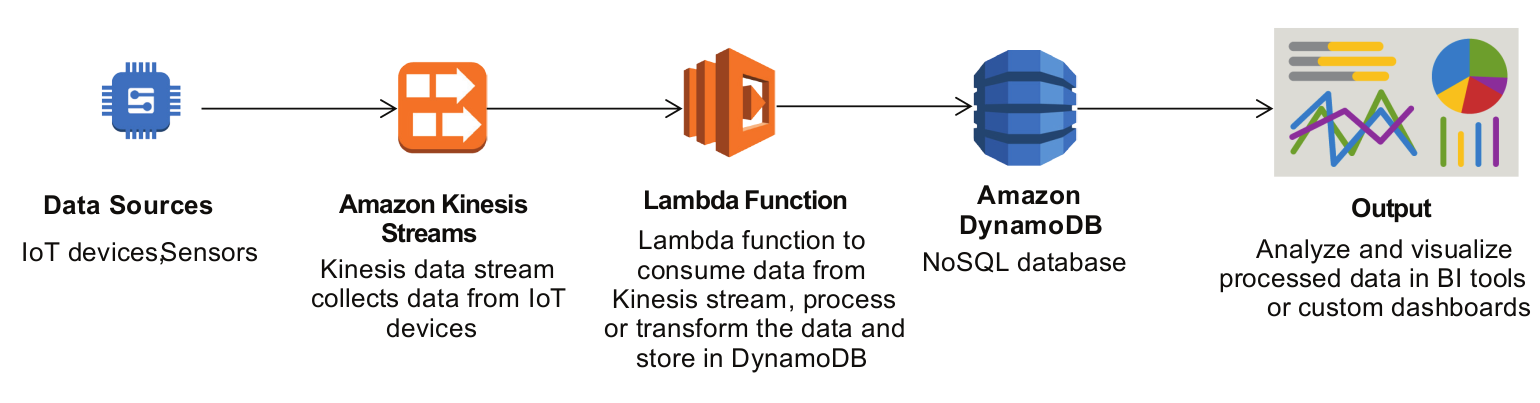 Data Sources
IoT devices,Sensors
Amazon Kinesis
Streams
Kinesis data stream
collects data from IoT
devices
Lambda Function
Lambda function to
consume data from
Kinesis stream, process
or transform the data and
store in DynamoDB
Amazon
DynamoDB
NoSQL database
Output
Analyze and visualize
processed data in BI tools
or custom dashboards